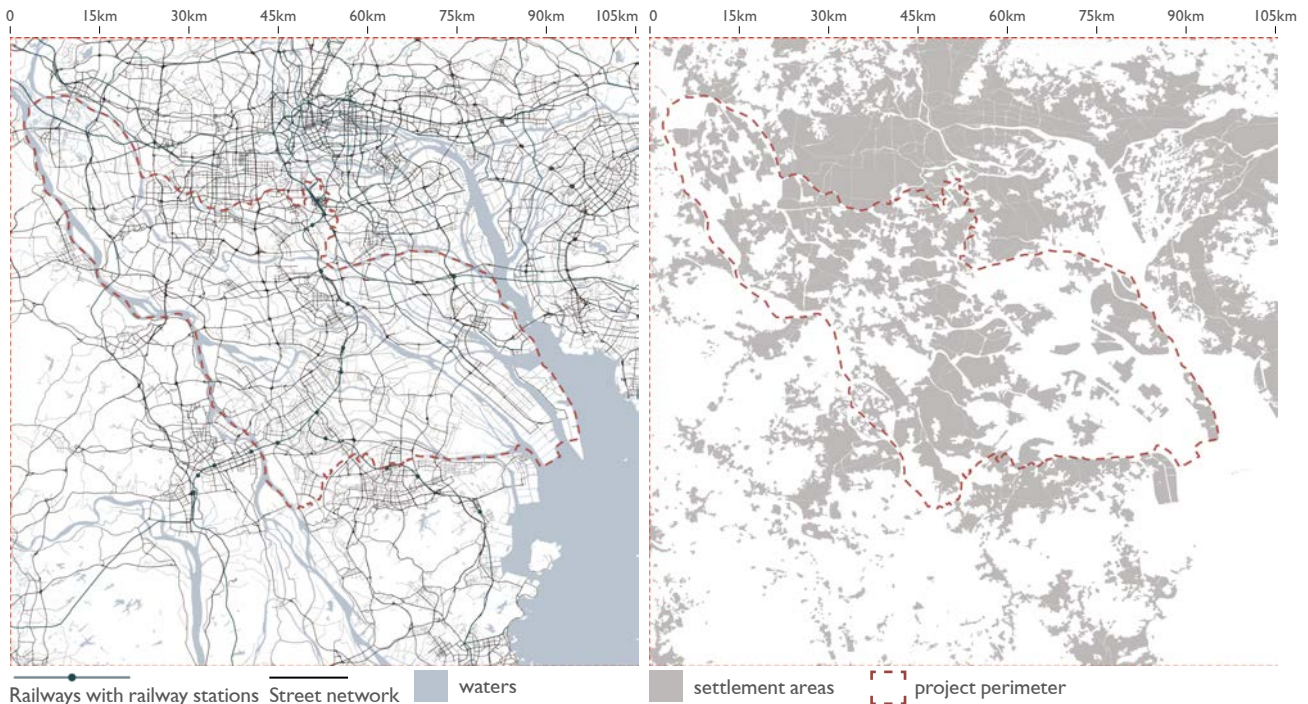 0 15km 30km 45km 60km 75km 90km 105km 0 15km 30km 45km 60km 75km 90km 105km
Railways with railway stations Street network waters settlement areas project perimeter